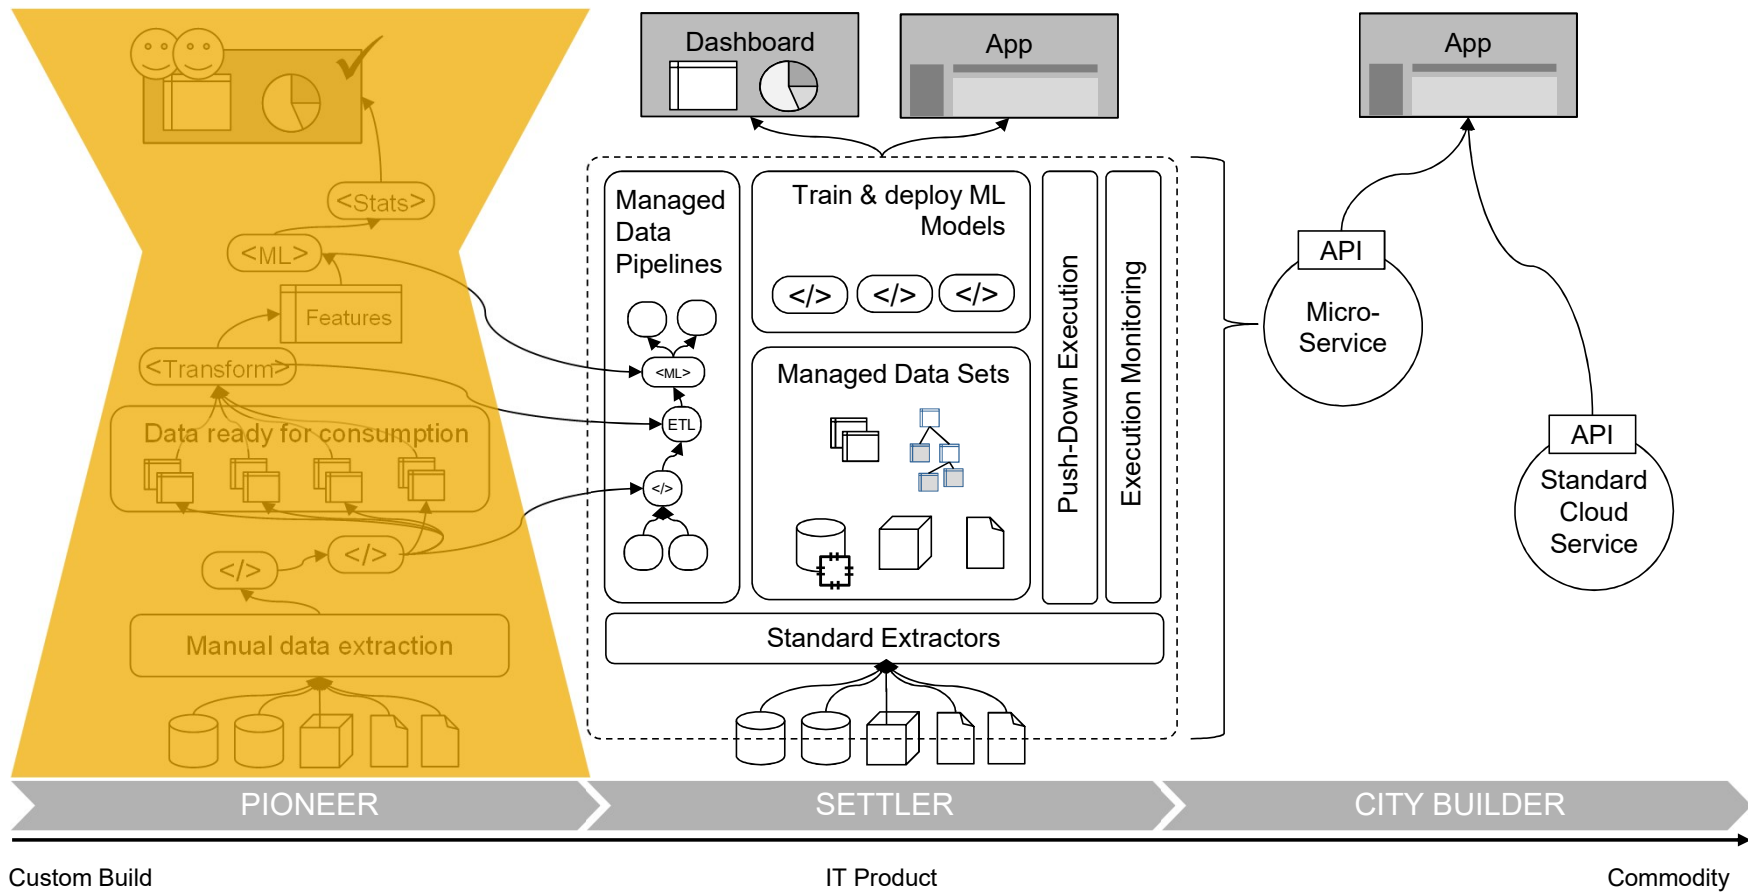 <Stats>
<ML>
Features
<Transform>
Data ready for consumption
</>
</>
Manual data extraction
Dashboard
App
Managed
Data
Pipelines
<ML>
ETL
</>
Train & deploy ML
Models
</>
</>
</>
Managed Data Sets
Push-Down Execution
Execution Monitoring
Standard Extractors
App
API
Micro-
Service
API
Standard
Cloud
Service
PIONEER
SETTLER
CITY BUILDER
Custom Build
IT Product
Commodity